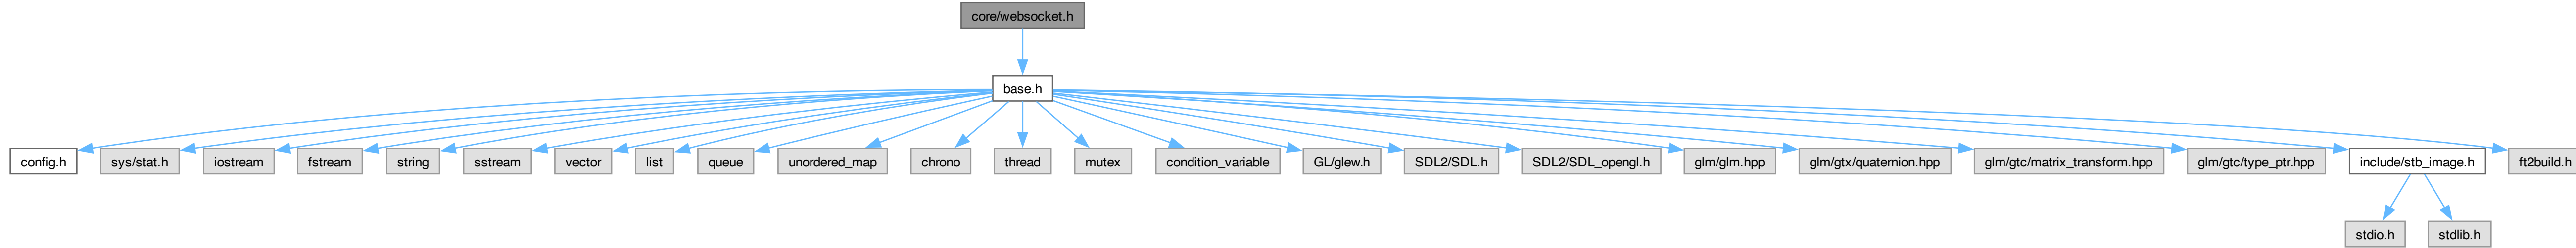 core/websocket.h
base.h
config.h
sys/stat.h
iostream
fstream
string
sstream
vector
list
queue
unordered_map
chrono
thread
mutex
condition_variable
GL/glew.h
SDL2/SDL.h
SDL2/SDL_opengl.h
glm/glm.hpp
glm/gtx/quaternion.hpp
glm/gtc/matrix_transform.hpp
glm/gtc/type_ptr.hpp
include/stb_image.h
ft2build.h
stdio.h
stdlib.h